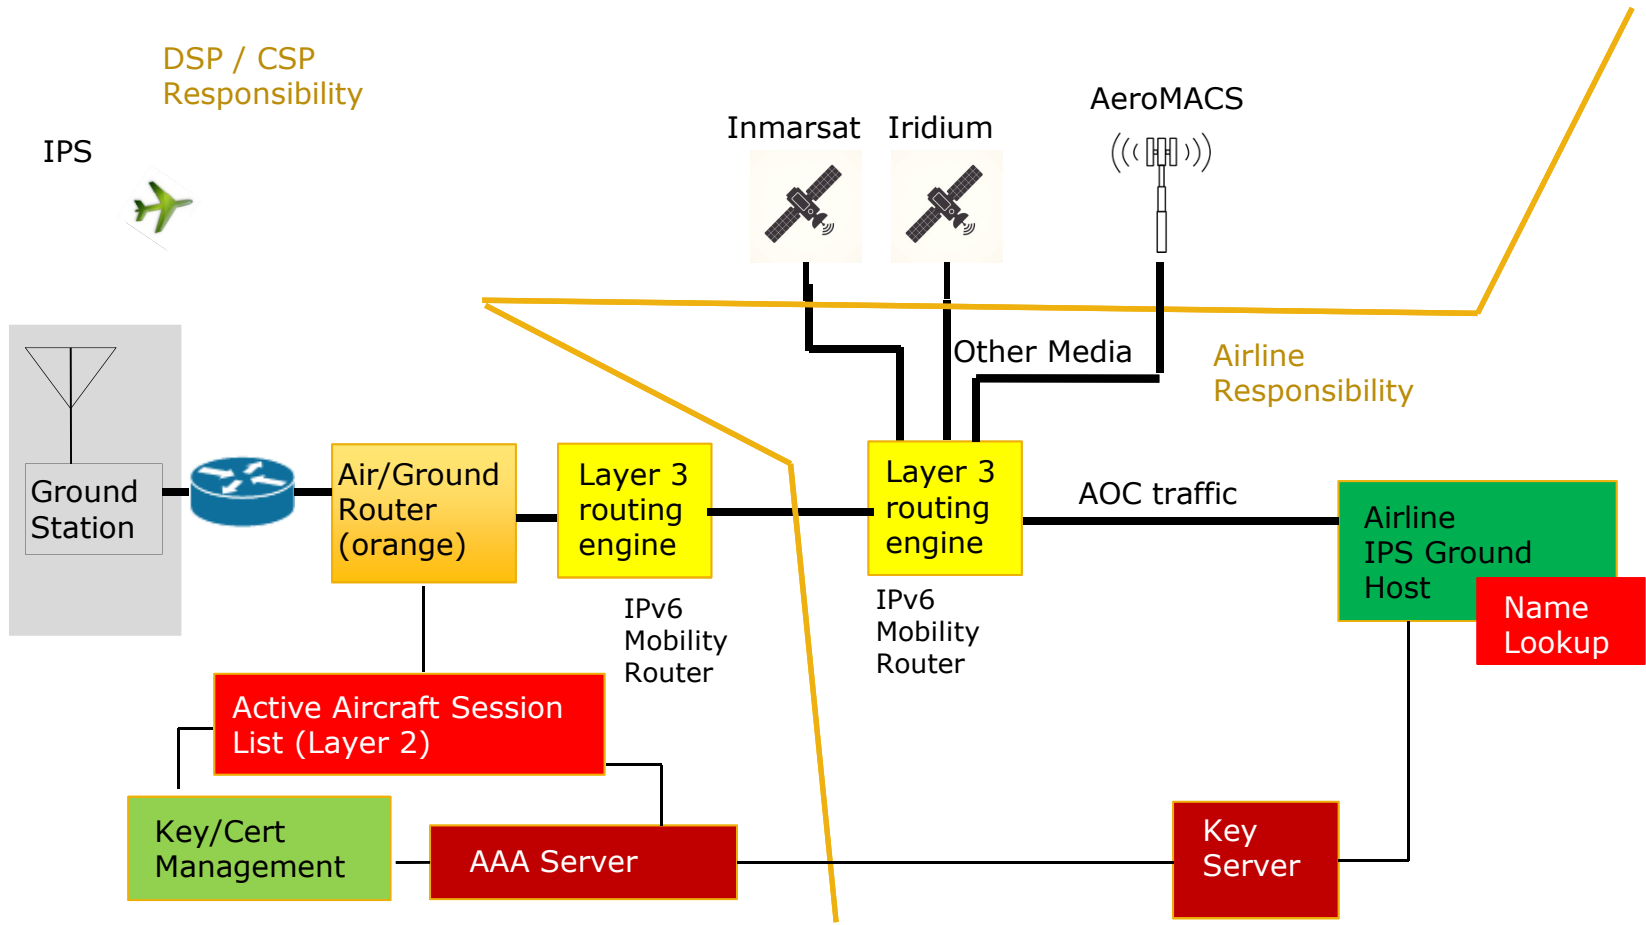 DSP / CSP
Responsibility
IPS
Inmarsat
Iridium
AeroMACS
Other Media
Airline
Responsibility
Ground
Station
Air/Ground
Router
(orange)
Layer 3
routing
engine
IPv6
Mobility
Router
Layer 3
routing
engine
IPv6
Mobility
Router
AOC traffic
Airline
IPS Ground
Host
Name
Lookup
Active Aircraft Session
List (Layer 2)
Key/Cert
Management
AAA Server
Key
Server